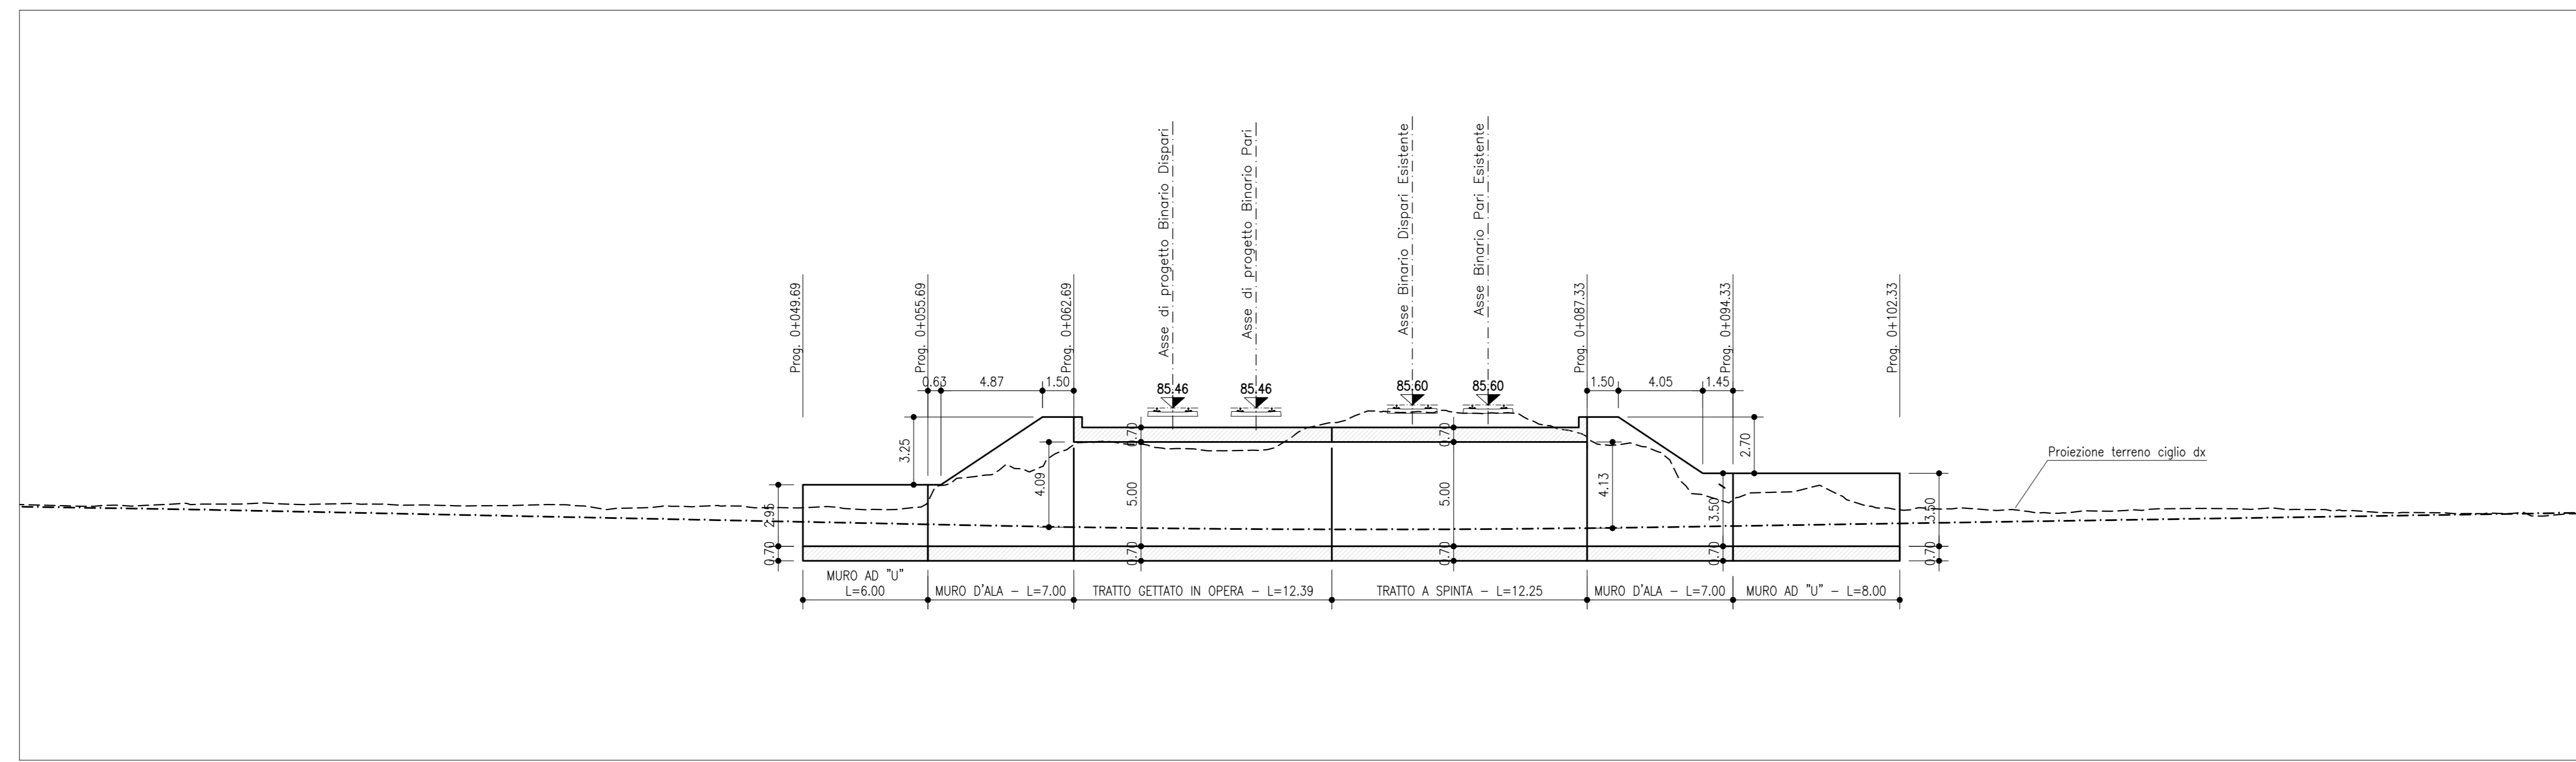 Asse di progetto Binario Dispari
Asse di progetto Binario Pari
Asse Binario Dispari Esistente
Asse Binario Pari Esistente
Prog. 0+049.69
Prog. 0+055.69
Prog. 0+062.69
Prog. 0+087.33
Prog. 0+094.33
Prog. 0+102.33
0.63
4.87
1.50
85.46
85.46
85.60
85.60
1.50
4.05
1.45
3.25
4.09
0.70
5.00
0.70
0.70
5.00
0.70
4.13
2.70
3.50
0.70
3.50
0.70
2.95
0.70
Proiezione terreno ciglio dx
MURO AD "U"
L=6.00
MURO D'ALA - L=7.00
TRATTO GETTATO IN OPERA - L=12.39
TRATTO A SPINTA - L=12.25
MURO D'ALA - L=7.00
MURO AD "U" - L=8.00